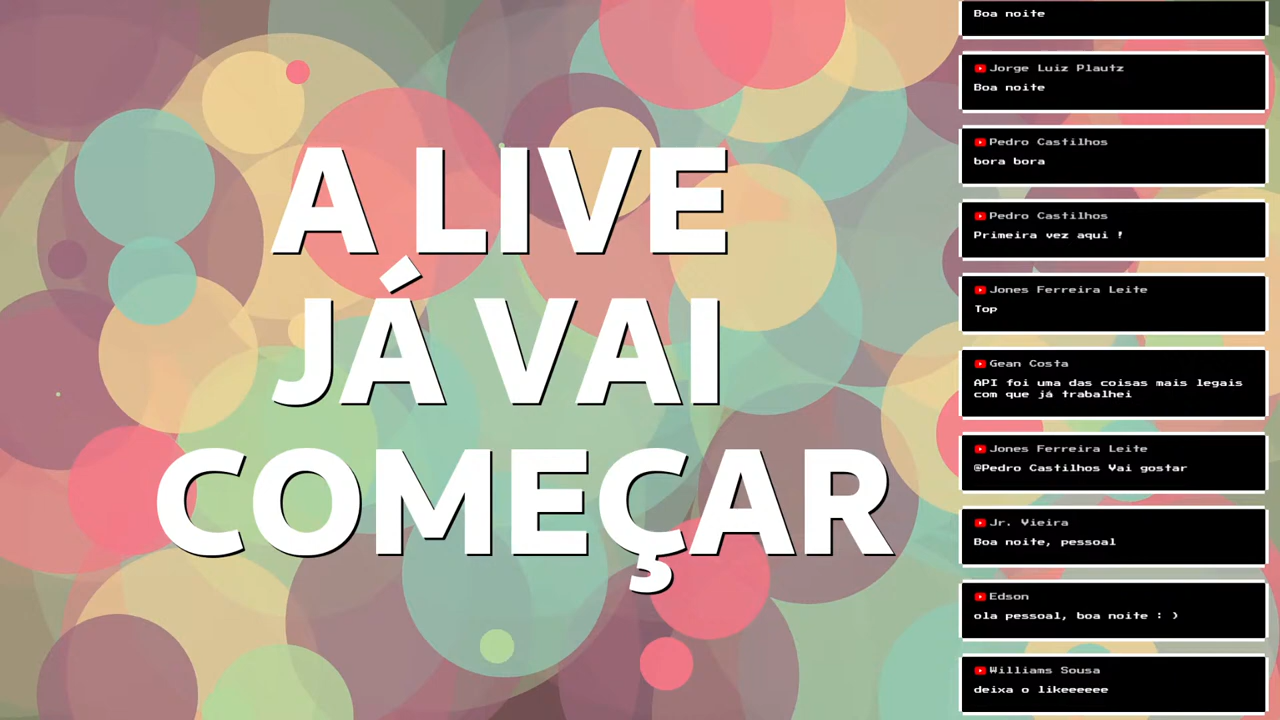 A LIVE
JÁ VAI
COMEÇAR
Boa noite
Jorge Luiz Plautz
Boa noite
Pedro Castilhos
bora bora
Pedro Castilhos
Primeira vez aqui !
Jones Ferreira Leite
Top
Gean Costa
API foi uma das coisas mais legais
com que já trabalhei
Jones Ferreira Leite
@Pedro Castilhos Vai gostar
Jr. Vieira
Boa noite, pessoal
Edson
ola pessoal, boa noite : )
Williams Sousa
deixa o likeeeeee